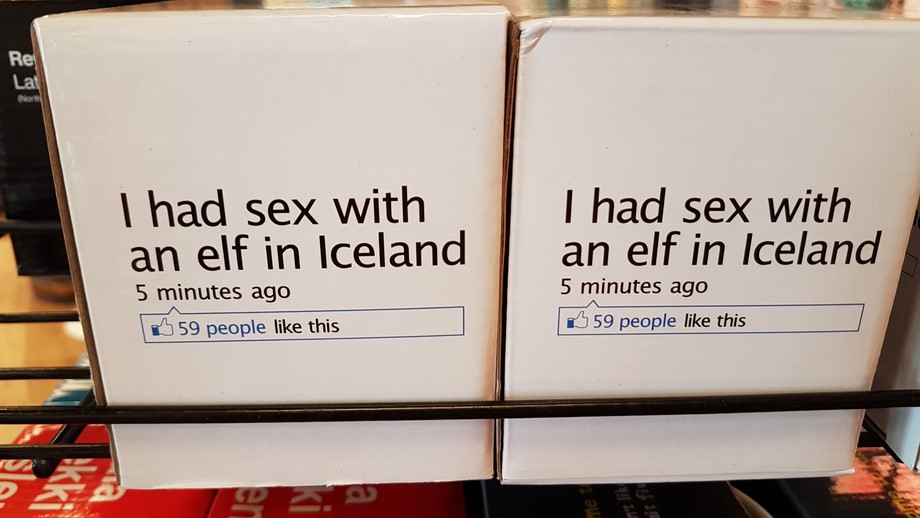 I had sex with
an elf in Iceland
5 minutes ago
59 people like this
I had sex with
an elf in Iceland
5 minutes ago
59 people like this